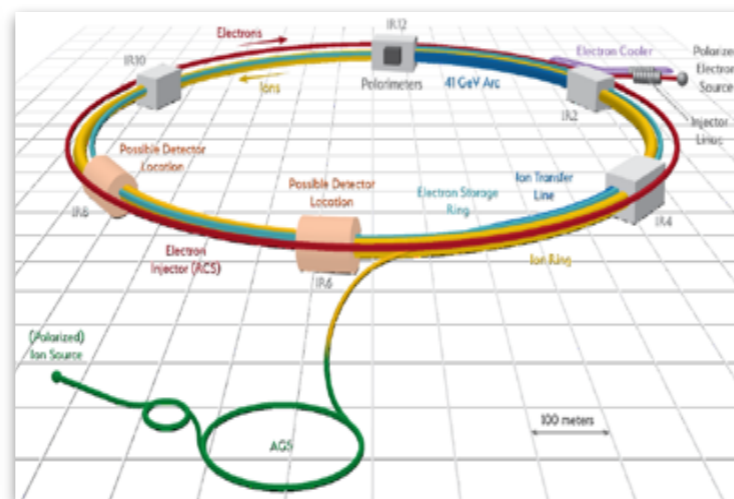 IR12
Electrons
IR10
Electron Cooler
Polarized
Electron
Source
Ions
Polarimeters
41 GeV Arc
IR2
Injector
Linac
Possible Detector
Location
Possible Detector
Location
Ion Transfer
Line
Electron Storage
Ring
IR8
IR4
Electron
Injector (RCS)
Ion Ring
IR6
(Polarized)
Ion Source
100 meters
AGS